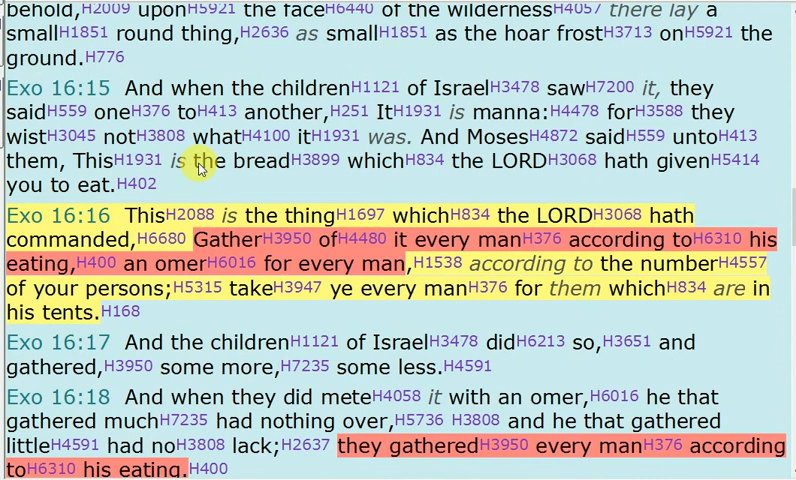 behold,H2009 uponH5921 the faceH6440 of the wildernessH4057 there lay a
smallH1851 round thing,H2636 as smallH1851 as the hoar frostH3713 onH5921 the
ground.H776
Exo 16:15 And when the childrenH1121 of IsraelH3478 sawH7200 it, they
saidH559 oneH376 toH413 another,H251 ItH1931 is manna:H4478 forH3588 they
wistH3045 notH3808 whatH4100 itH1931 was. And MosesH4872 saidH559 untoH413
them, ThisH1931 is the breadH3899 whichH834 the LORDH3068 hath givenH5414
you to eat.H402
Exo 16:16 ThisH2088 is the thingH1697 whichH834 the LORDH3068 hath
commanded,H6680 GatherH3950 ofH4480 it every manH376 according toH6310 his
eating,H400 an omerH6016 for every man,H1538 according to the numberH4557
of your persons;H5315 takeH3947 ye every manH376 for them whichH834 are in
his tents.H168
Exo 16:17 And the childrenH1121 of IsraelH3478 didH6213 so,H3651 and
gathered,H3950 some more,H7235 some less.H4591
Exo 16:18 And when they did meteH4058 it with an omer,H6016 he that
gathered muchH7235 had nothing over,H5736 H3808 and he that gathered
littleH4591 had noH3808 lack;H2637 they gatheredH3950 every manH376 according
toH6310 his eating.H400